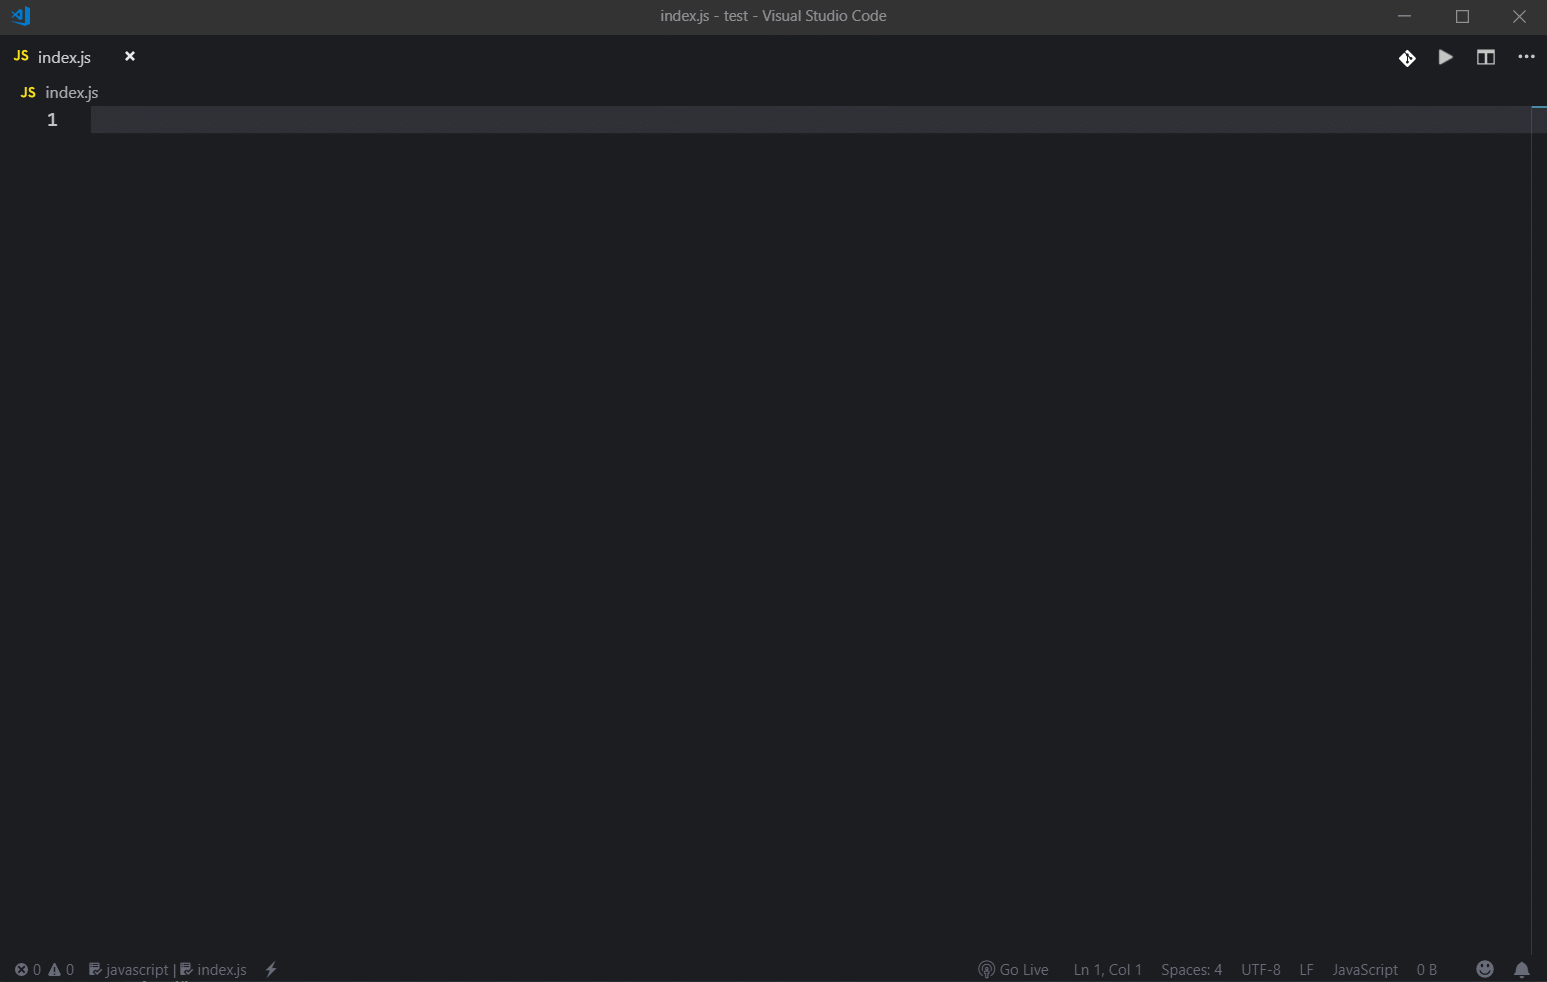 index.js - test - Visual Studio Code
JS index.js
JS index.js
1
0 0 javascript | index.js Go Live Ln 1, Col 1 Spaces: 4 UTF-8 LF JavaScript 0 B